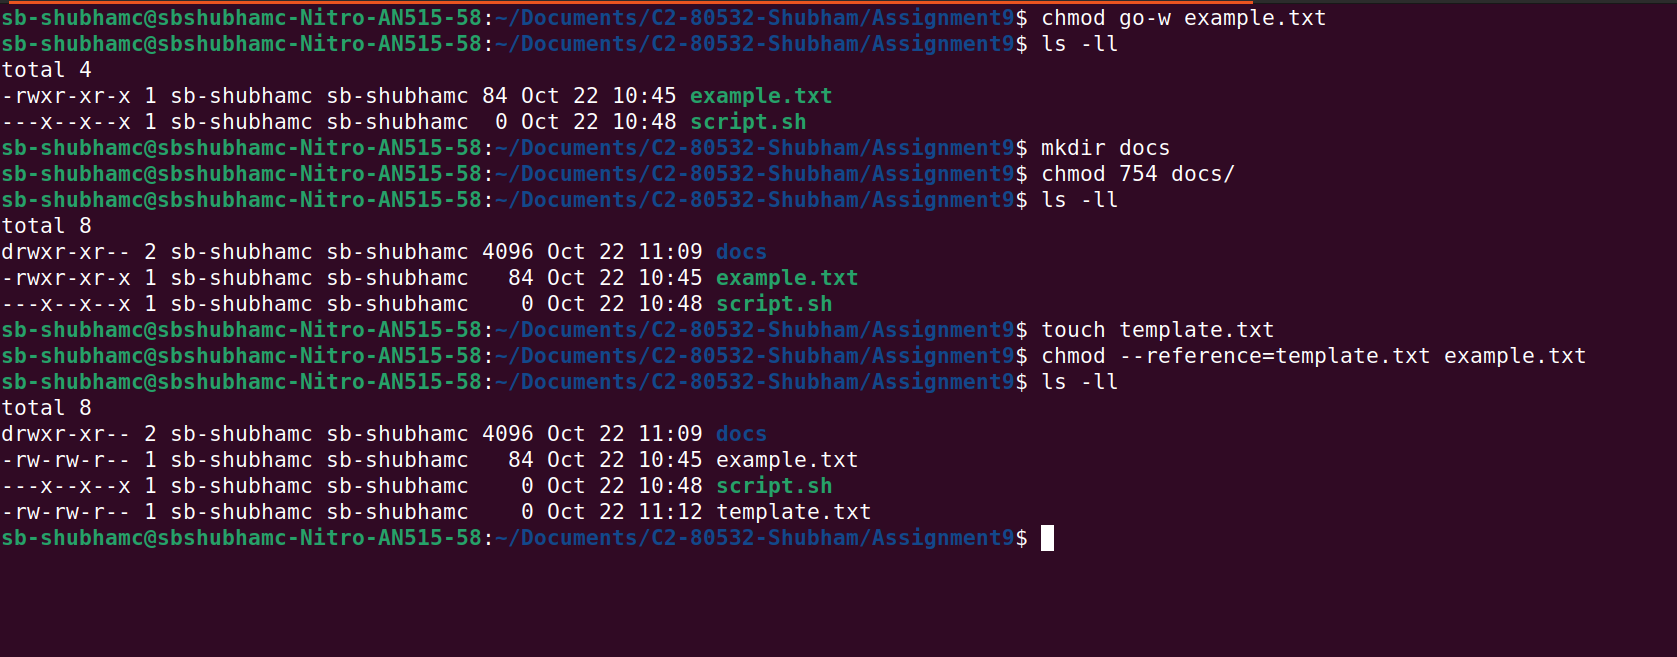 sb-shubhamc@sbshubhamc-Nitro-AN515-58:~/Documents/C2-80532-Shubham/Assignment9$ chmod go-w example.txt
sb-shubhamc@sbshubhamc-Nitro-AN515-58:~/Documents/C2-80532-Shubham/Assignment9$ ls -ll
total 4
-rwxr-xr-x 1 sb-shubhamc sb-shubhamc 84 Oct 22 10:45 example.txt
---x--x--x 1 sb-shubhamc sb-shubhamc  0 Oct 22 10:48 script.sh
sb-shubhamc@sbshubhamc-Nitro-AN515-58:~/Documents/C2-80532-Shubham/Assignment9$ mkdir docs
sb-shubhamc@sbshubhamc-Nitro-AN515-58:~/Documents/C2-80532-Shubham/Assignment9$ chmod 754 docs/
sb-shubhamc@sbshubhamc-Nitro-AN515-58:~/Documents/C2-80532-Shubham/Assignment9$ ls -ll
total 8
drwxr-xr-- 2 sb-shubhamc sb-shubhamc 4096 Oct 22 11:09 docs
-rwxr-xr-x 1 sb-shubhamc sb-shubhamc   84 Oct 22 10:45 example.txt
---x--x--x 1 sb-shubhamc sb-shubhamc    0 Oct 22 10:48 script.sh
sb-shubhamc@sbshubhamc-Nitro-AN515-58:~/Documents/C2-80532-Shubham/Assignment9$ touch template.txt
sb-shubhamc@sbshubhamc-Nitro-AN515-58:~/Documents/C2-80532-Shubham/Assignment9$ chmod --reference=template.txt example.txt
sb-shubhamc@sbshubhamc-Nitro-AN515-58:~/Documents/C2-80532-Shubham/Assignment9$ ls -ll
total 8
drwxr-xr-- 2 sb-shubhamc sb-shubhamc 4096 Oct 22 11:09 docs
-rw-rw-r-- 1 sb-shubhamc sb-shubhamc   84 Oct 22 10:45 example.txt
---x--x--x 1 sb-shubhamc sb-shubhamc    0 Oct 22 10:48 script.sh
-rw-rw-r-- 1 sb-shubhamc sb-shubhamc    0 Oct 22 11:12 template.txt
sb-shubhamc@sbshubhamc-Nitro-AN515-58:~/Documents/C2-80532-Shubham/Assignment9$